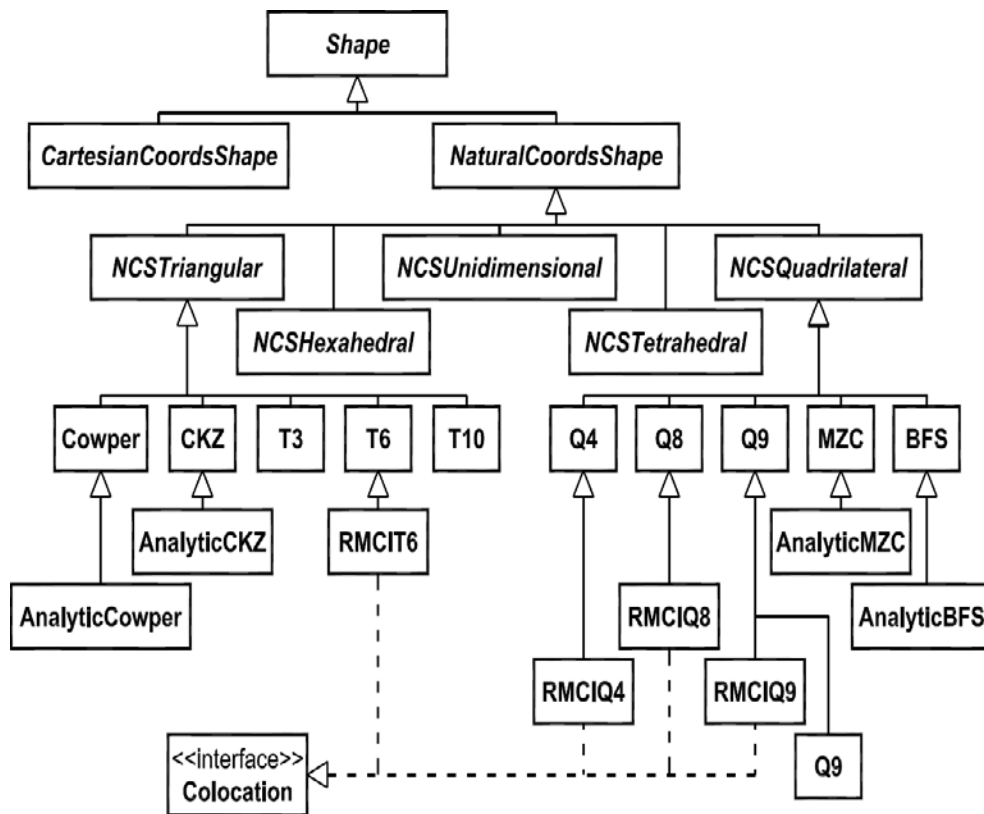 Shape
CartesianCoordsShape
NaturalCoordsShape
NCSTriangular
NCSUnidimensional
NCSQuadrilateral
NCSHexahedral
NCSTetrahedral
Cowper
CKZ
T3
T6
T10
Q4
Q8
Q9
MZC
BFS
AnalyticCKZ
RMCIT6
AnalyticMZC
AnalyticCowper
RMCIQ8
AnalyticBFS
RMCIQ4
RMCIQ9
<<interface>>
Colocation
Q9